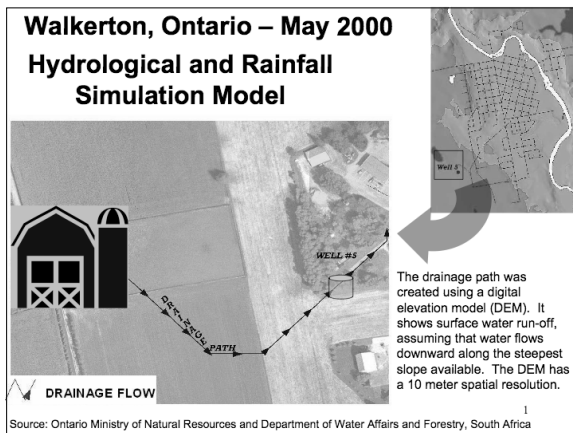 Walkerton, Ontario – May 2000
Hydrological and Rainfall
Simulation Model
Well 5
WELL #5
DRAINAGE
PATH
The drainage path was
created using a digital
elevation model (DEM).  It
shows surface water run-off,
assuming that water flows
downward along the steepest
slope available.  The DEM has
a 10 meter spatial resolution.
DRAINAGE FLOW
1
Source: Ontario Ministry of Natural Resources and Department of Water Affairs and Forestry, South Africa